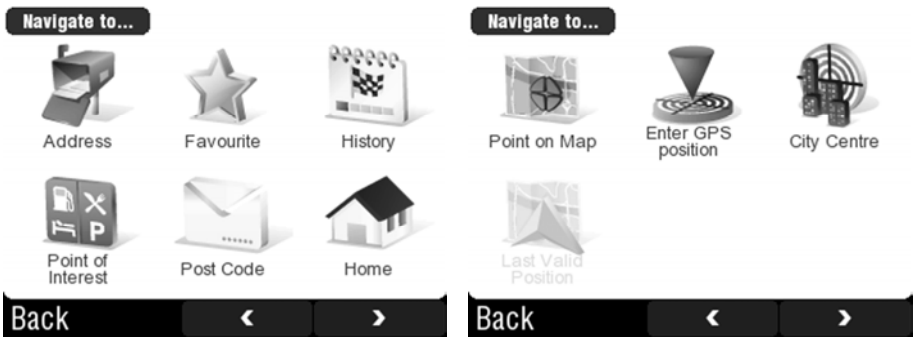 Navigate to...
Address
Favourite
History
P
Point of
Interest
Post Code
Home
Back
Navigate to...
Point on Map
Enter GPS
position
City Centre
Last Valid
Position
Back